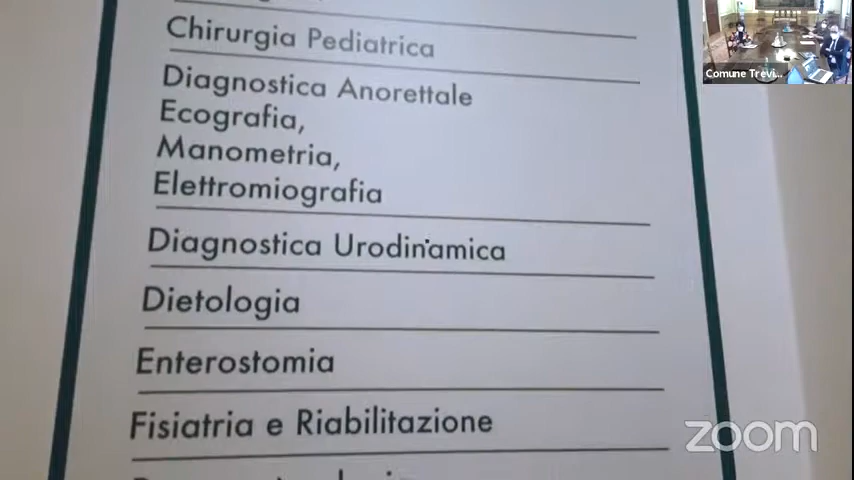 Chirurgia Pediatrica
Diagnostica Anorettale
Ecografia,
Manometria,
Elettromiografia
Diagnostica Urodinamica
Dietologia
Enterostomia
Fisiatria e Riabilitazione
Comune Trevi...
zoom